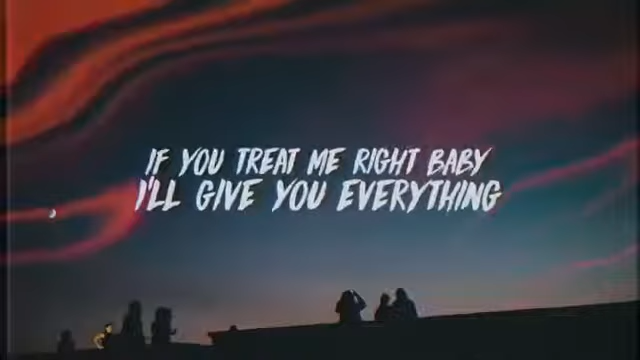 IF YOU TREAT ME RIGHT BABY
I'LL GIVE YOU EVERYTHING